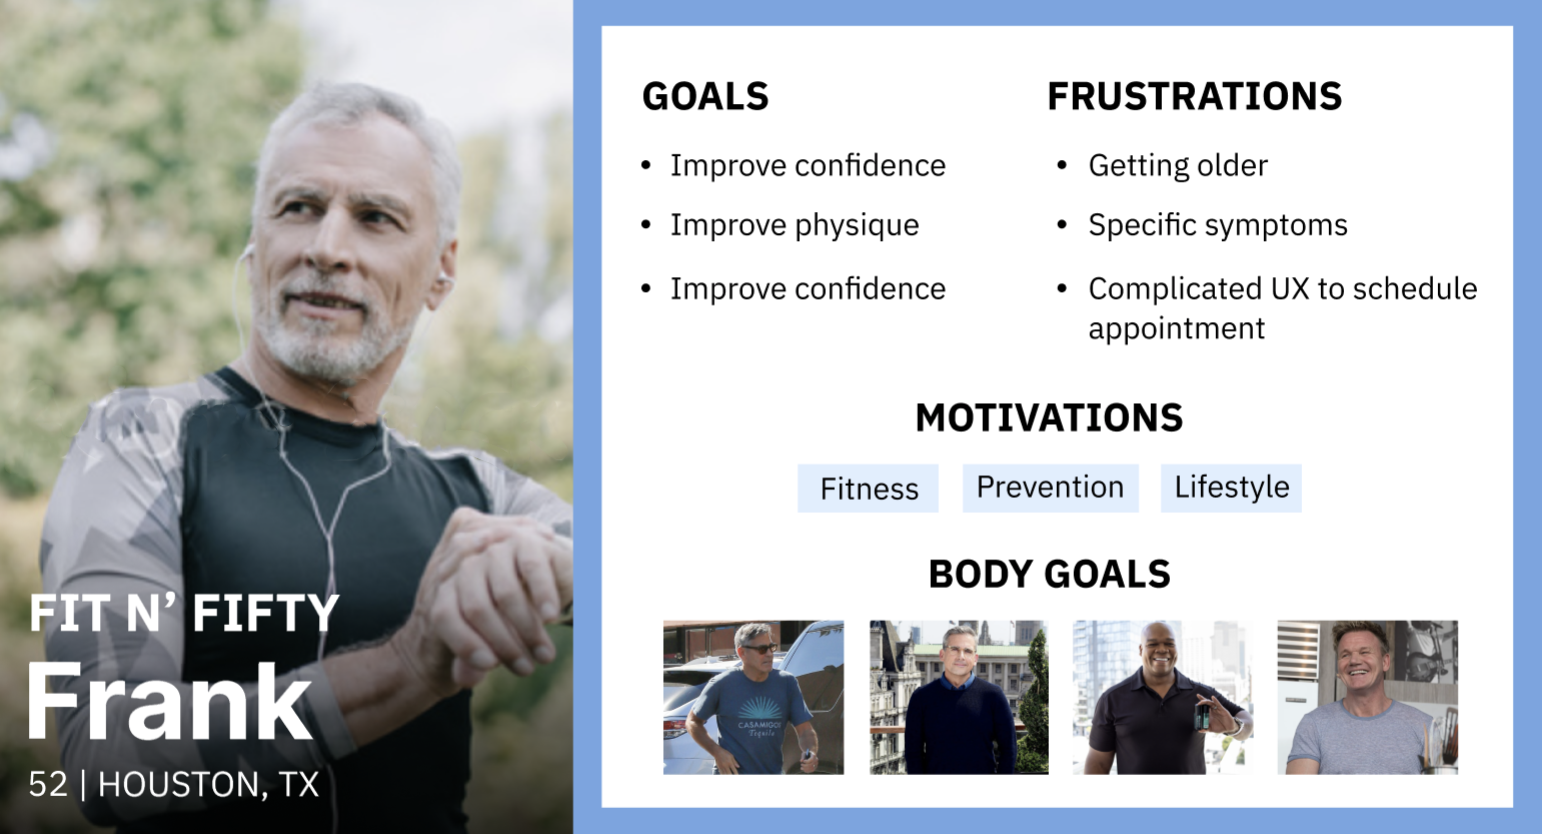 FIT N’ FIFTY
Frank
52 | HOUSTON, TX
GOALS
• Improve confidence
• Improve physique
• Improve confidence
FRUSTRATIONS
• Getting older
• Specific symptoms
• Complicated UX to schedule
appointment
MOTIVATIONS
Fitness
Prevention
Lifestyle
BODY GOALS
CASAMIGOS
Tequila